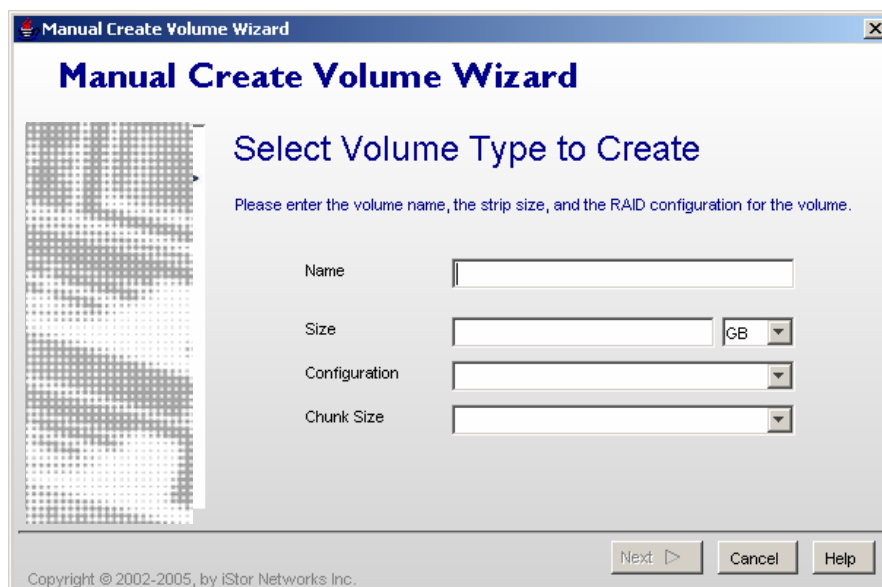 Manual Create Volume Wizard
Manual Create Volume Wizard
Select Volume Type to Create
Please enter the volume name, the strip size, and the RAID configuration for the volume.
Name
Size
GB
Configuration
Chunk Size
Next
Cancel
Help
Copyright © 2002-2005, by iStor Networks Inc.